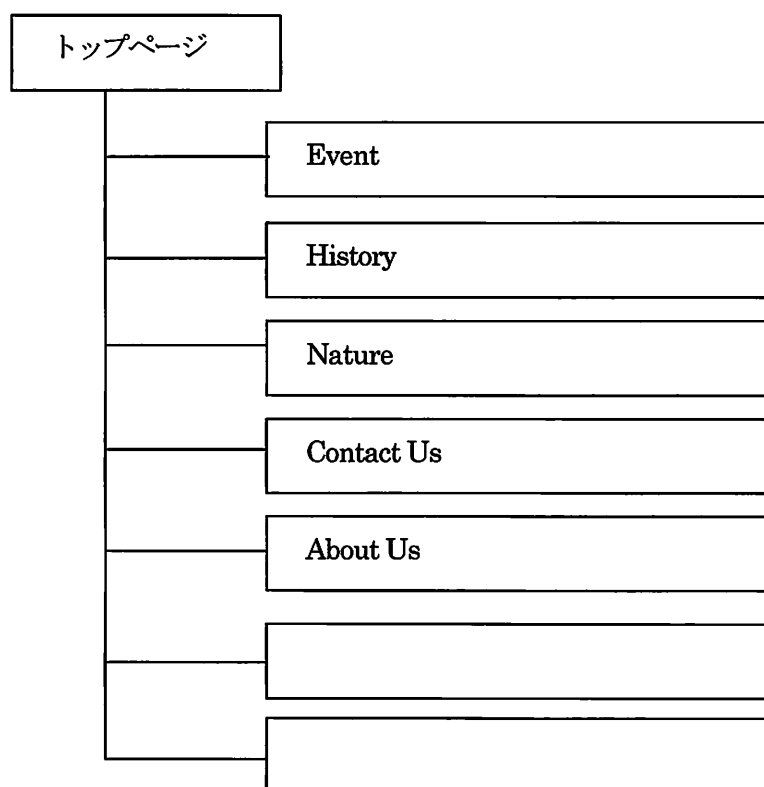 トップページ
Event
History
Nature
Contact Us
About Us